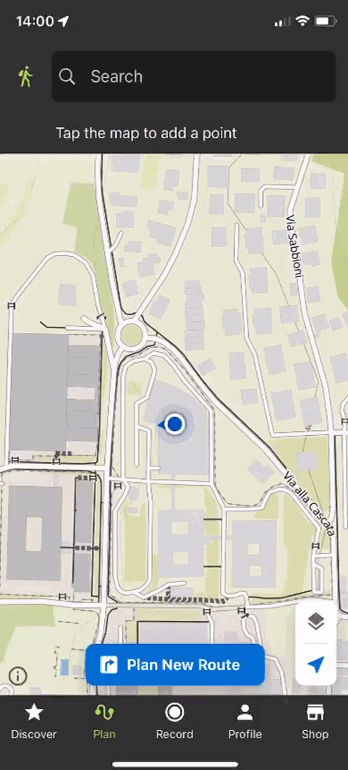 14:00
Search
Tap the map to add a point
Via Sabbioni
Via alla Cascata
Plan New Route
Discover
Plan
Record
Profile
Shop